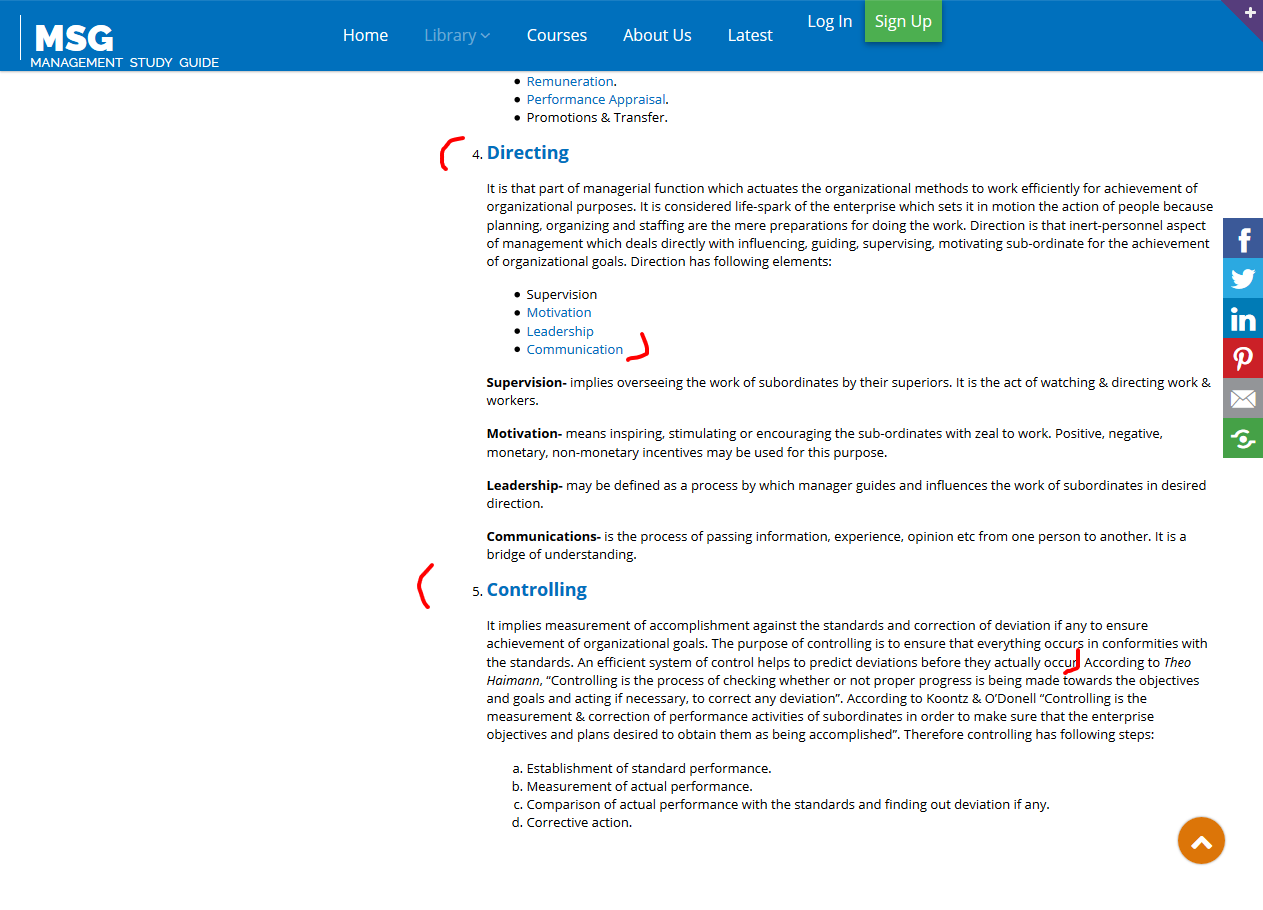 MSG
MANAGEMENT STUDY GUIDE
Home
Library
Courses
About Us
Latest
Log In
Sign Up
Remuneration.
Performance Appraisal.
Promotions & Transfer.
4. Directing
It is that part of managerial function which actuates the organizational methods to work efficiently for achievement of
organizational purposes. It is considered life-spark of the enterprise which sets it in motion the action of people because
planning, organizing and staffing are the mere preparations for doing the work. Direction is that inert-personnel aspect
of management which deals directly with influencing, guiding, supervising, motivating sub-ordinate for the achievement
of organizational goals. Direction has following elements:
Supervision
Motivation
Leadership
Communication
Supervision- implies overseeing the work of subordinates by their superiors. It is the act of watching & directing work &
workers.
Motivation- means inspiring, stimulating or encouraging the sub-ordinates with zeal to work. Positive, negative,
monetary, non-monetary incentives may be used for this purpose.
Leadership- may be defined as a process by which manager guides and influences the work of subordinates in desired
direction.
Communications- is the process of passing information, experience, opinion etc from one person to another. It is a
bridge of understanding.
5. Controlling
It implies measurement of accomplishment against the standards and correction of deviation if any to ensure
achievement of organizational goals. The purpose of controlling is to ensure that everything occurs in conformities with
the standards. An efficient system of control helps to predict deviations before they actually occur. According to Theo
Haimann, “Controlling is the process of checking whether or not proper progress is being made towards the objectives
and goals and acting if necessary, to correct any deviation”. According to Koontz & O’Donell “Controlling is the
measurement & correction of performance activities of subordinates in order to make sure that the enterprise
objectives and plans desired to obtain them as being accomplished”. Therefore controlling has following steps:
a. Establishment of standard performance.
b. Measurement of actual performance.
c. Comparison of actual performance with the standards and finding out deviation if any.
d. Corrective action.